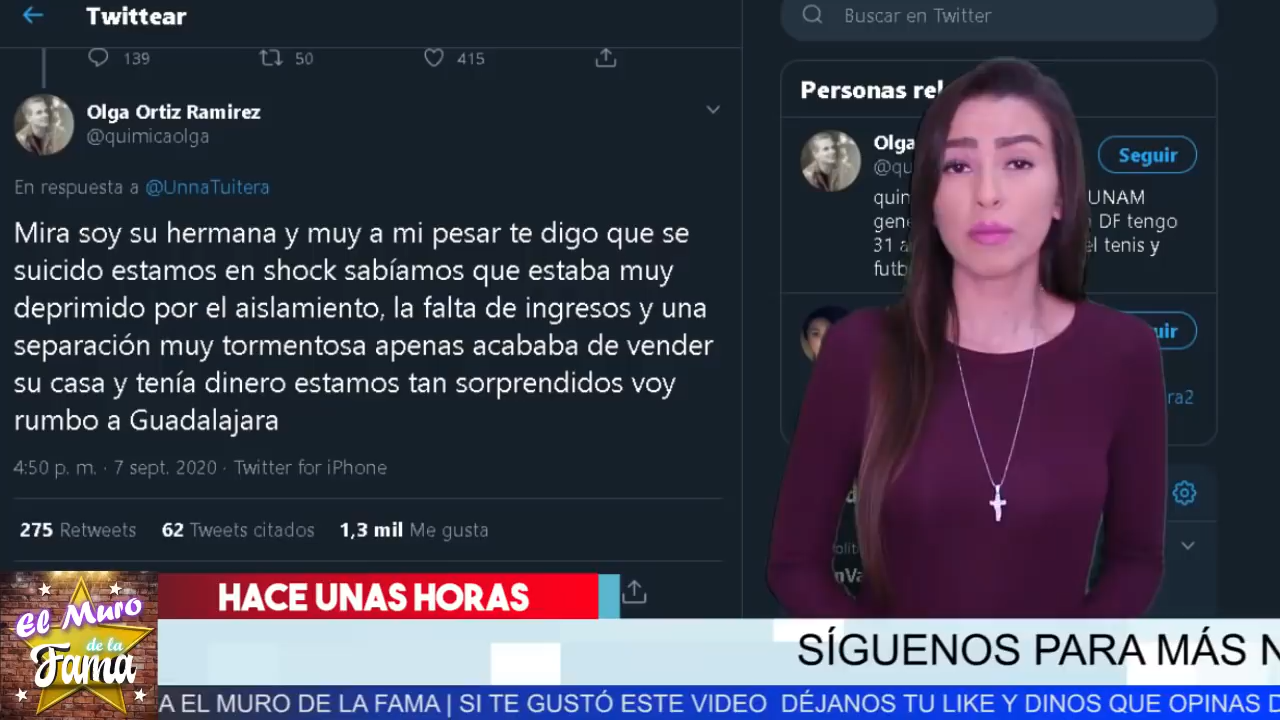 Twittear
139 50 415
Olga Ortiz Ramirez
@quimicaolga
En respuesta a @UnnaTuitera
Mira soy su hermana y muy a mi pesar te digo que se
suicido estamos en shock sabíamos que estaba muy
deprimido por el aislamiento, la falta de ingresos y una
separación muy tormentosa apenas acababa de vender
su casa y tenía dinero estamos tan sorprendidos voy
rumbo a Guadalajara
4:50 p. m. · 7 sept. 2020 · Twitter for iPhone
275 Retweets 62 Tweets citados 1,3 mil Me gusta
Buscar en Twitter
Personas rel
Olga
@qu
Seguir
UNAM
DF tengo
31 a el tenis y
futb
uir
ra2
El Muro
de la
Fama
HACE UNAS HORAS
SÍGUENOS PARA MÁS N
A EL MURO DE LA FAMA | SI TE GUSTÓ ESTE VIDEO DÉJANOS TU LIKE Y DINOS QUE OPINAS D